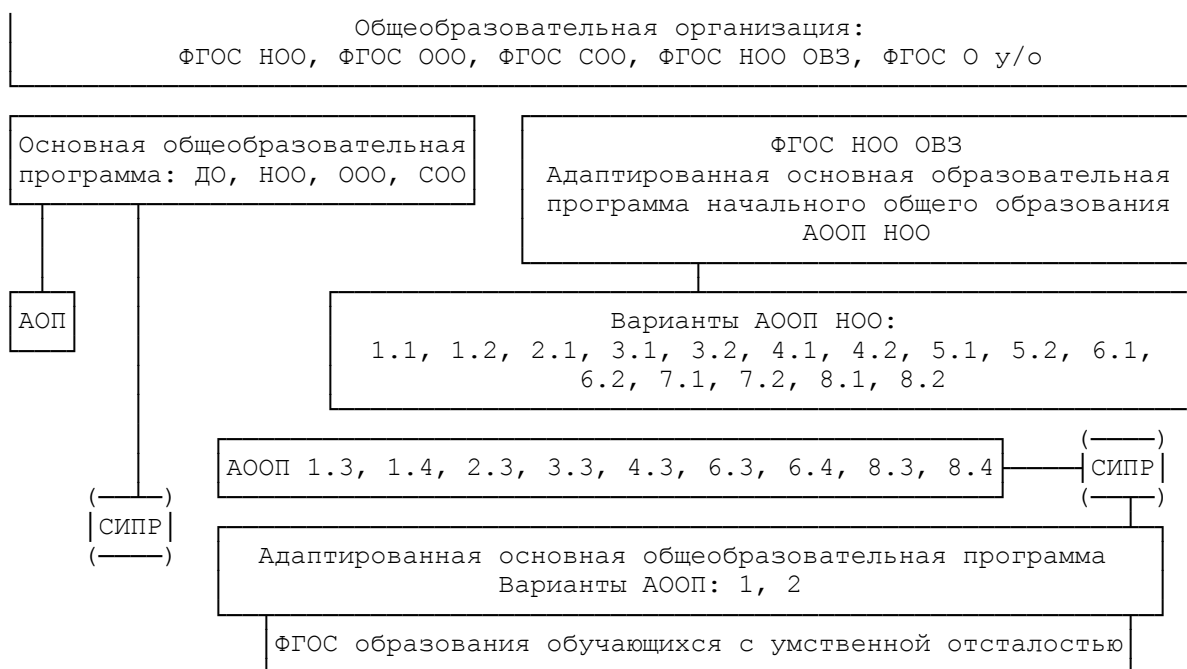 Общеобразовательная организация:
ФГОС НОО, ФГОС ООО, ФГОС СОО, ФГОС НОО ОВЗ, ФГОС О у/о
Основная общеобразовательная
программа: ДО, НОО, ООО, СОО
ФГОС НОО ОВЗ
Адаптированная основная образовательная
программа начального общего образования
АООП НОО
АОП
Варианты АООП НОО:
1.1, 1.2, 2.1, 3.1, 3.2, 4.1, 4.2, 5.1, 5.2, 6.1,
6.2, 7.1, 7.2, 8.1, 8.2
АООП 1.3, 1.4, 2.3, 3.3, 4.3, 6.3, 6.4, 8.3, 8.4
СИПР
СИПР
Адаптированная основная общеобразовательная программа
Варианты АООП: 1, 2
ФГОС образования обучающихся с умственной отсталостью